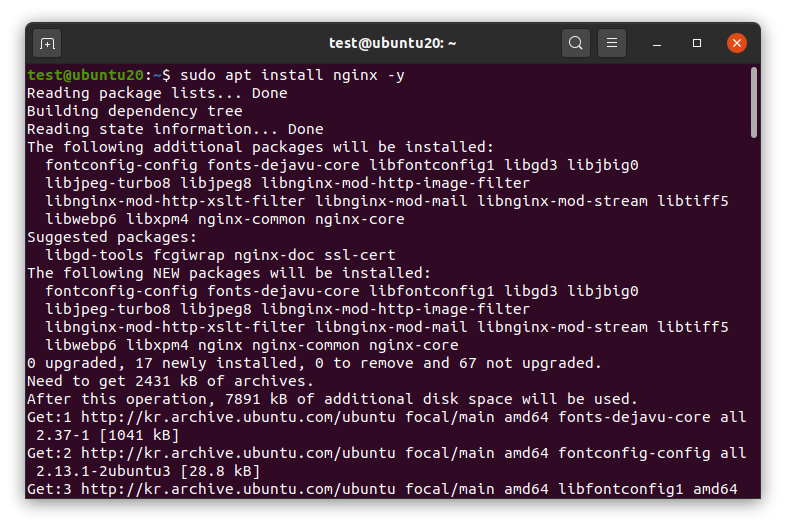 test@ubuntu20: ~
test@ubuntu20:~$ sudo apt install nginx -y
Reading package lists... Done
Building dependency tree
Reading state information... Done
The following additional packages will be installed:
  fontconfig-config fonts-dejavu-core libfontconfig1 libgd3 libjbig0
  libjpeg-turbo8 libjpeg8 libnginx-mod-http-image-filter
  libnginx-mod-http-xslt-filter libnginx-mod-mail libnginx-mod-stream libtiff5
  libwebp6 libxpm4 nginx-common nginx-core
Suggested packages:
  libgd-tools fcgiwrap nginx-doc ssl-cert
The following NEW packages will be installed:
  fontconfig-config fonts-dejavu-core libfontconfig1 libgd3 libjbig0
  libjpeg-turbo8 libjpeg8 libnginx-mod-http-image-filter
  libnginx-mod-http-xslt-filter libnginx-mod-mail libnginx-mod-stream libtiff5
  libwebp6 libxpm4 nginx nginx-common nginx-core
0 upgraded, 17 newly installed, 0 to remove and 67 not upgraded.
Need to get 2431 kB of archives.
After this operation, 7891 kB of additional disk space will be used.
Get:1 http://kr.archive.ubuntu.com/ubuntu focal/main amd64 fonts-dejavu-core all
 2.37-1 [1041 kB]
Get:2 http://kr.archive.ubuntu.com/ubuntu focal/main amd64 fontconfig-config all
 2.13.1-2ubuntu3 [28.8 kB]
Get:3 http://kr.archive.ubuntu.com/ubuntu focal/main amd64 libfontconfig1 amd64